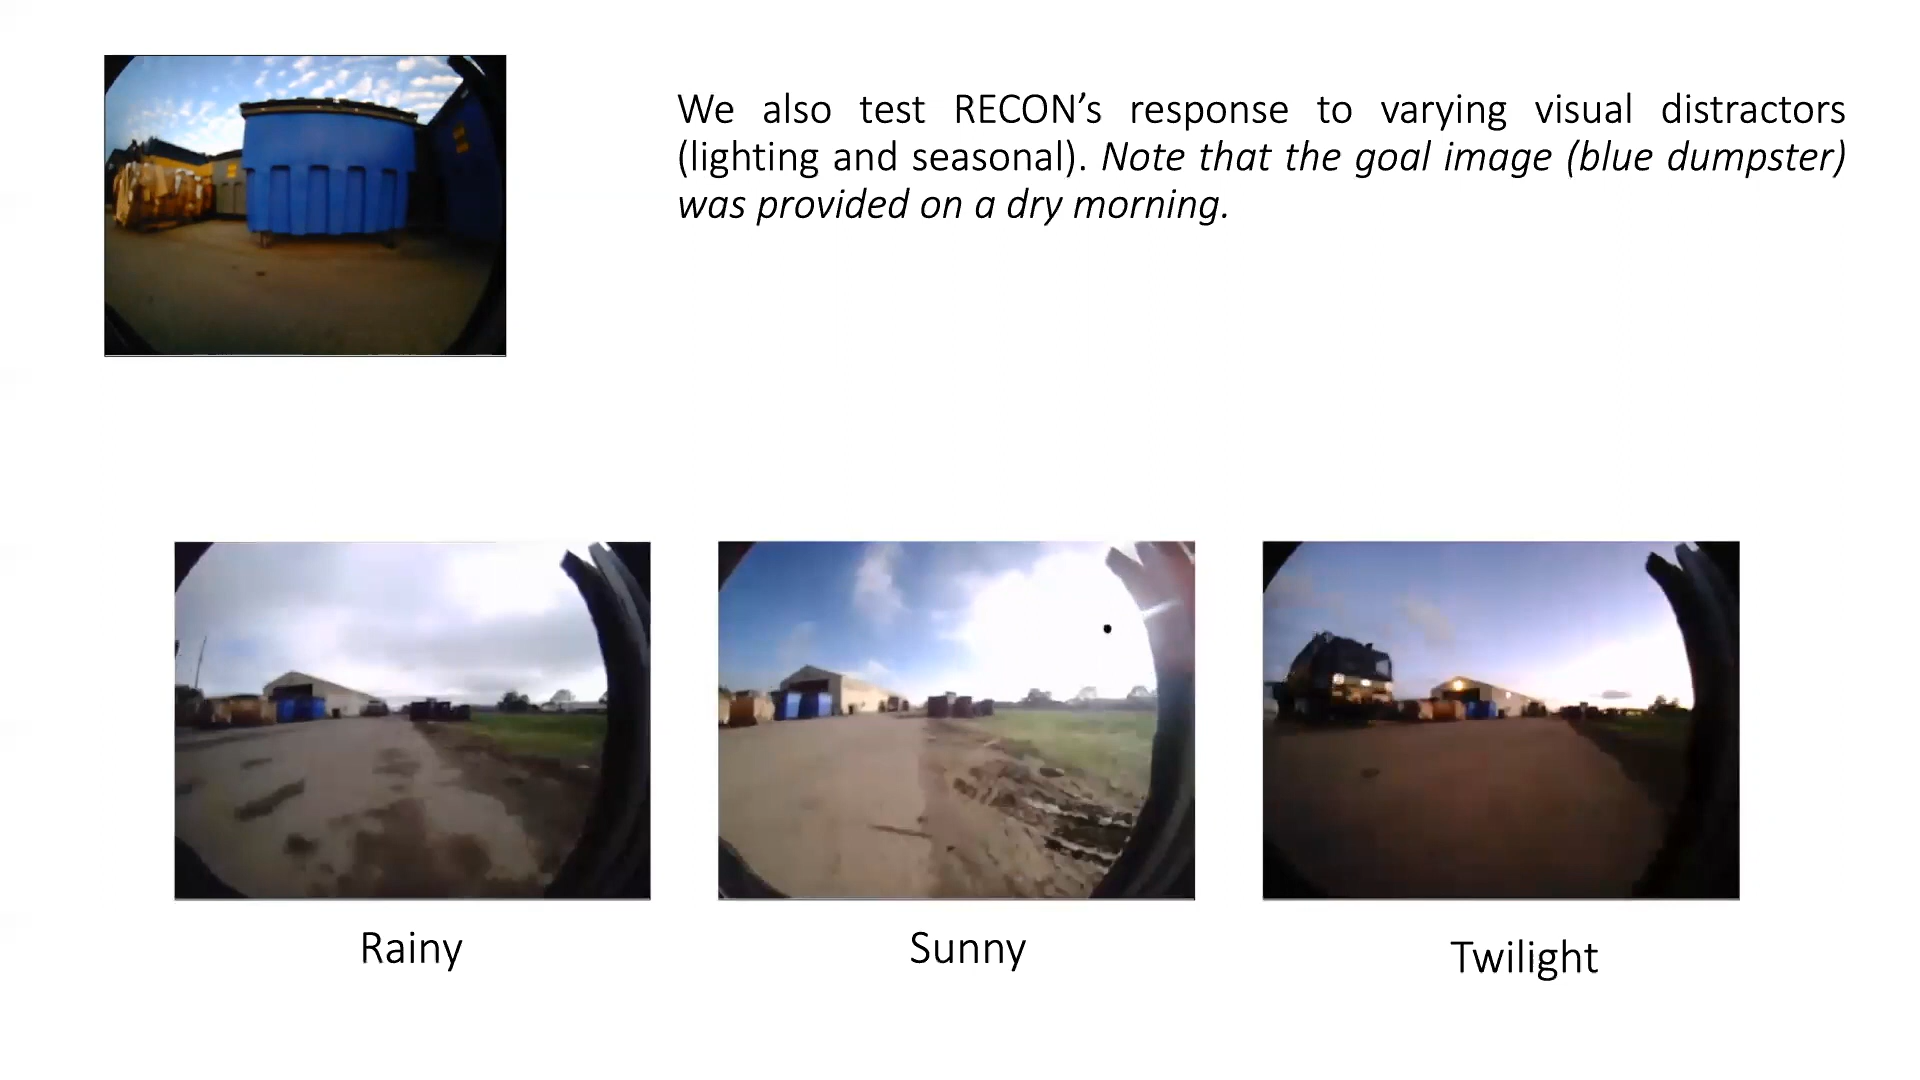 We also test RECON’s response to varying visual distractors
(lighting and seasonal). Note that the goal image (blue dumpster)
was provided on a dry morning.
Rainy
Sunny
Twilight